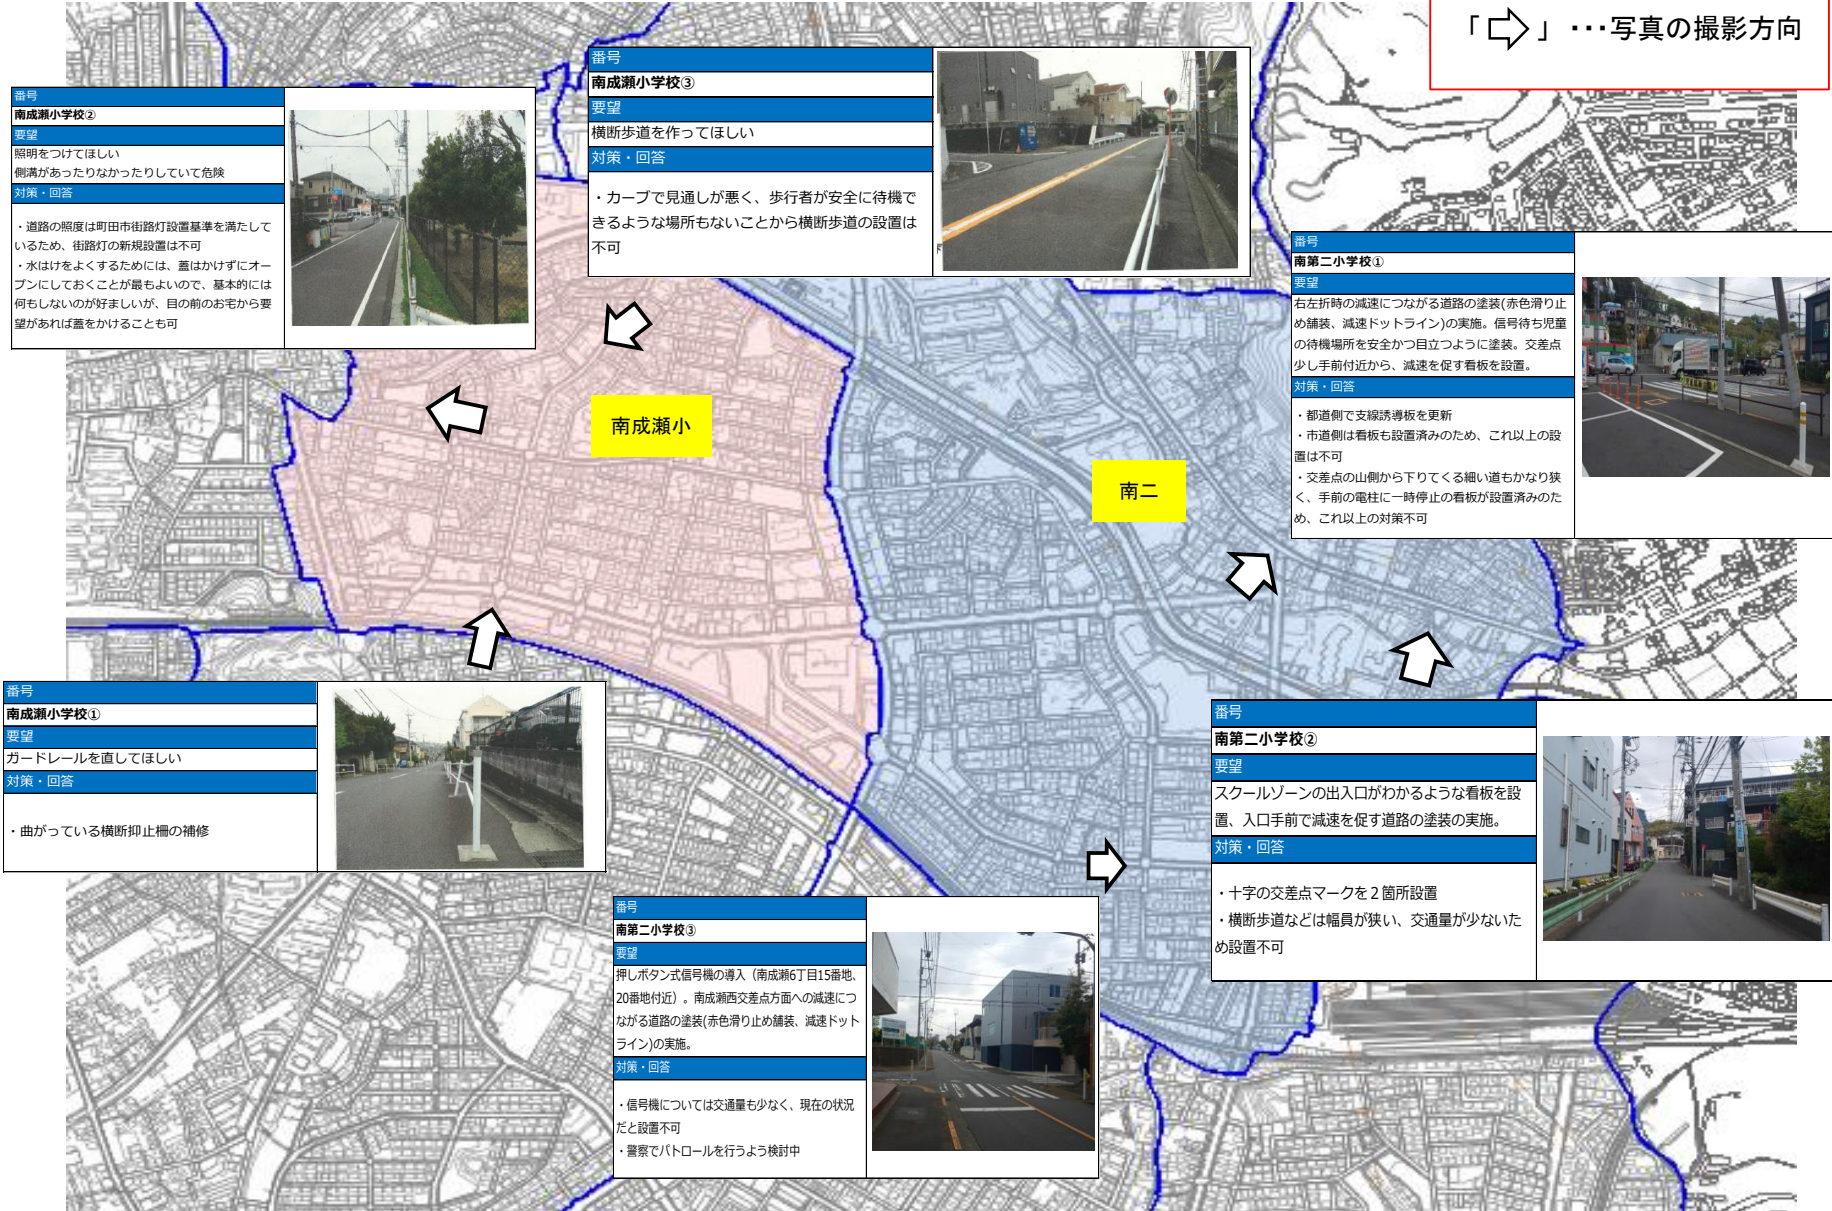 「⇨」・・・写真の撮影方向
番号
南成瀬小学校②
要望
照明をつけてほしい
側溝があったりなかったりしていて危険
対策・回答
・道路の照度は町田市街路灯設置基準を満たして
いるため、街路灯の新規設置は不可
・水はけをよくするためには、蓋はかけずにオー
プンにしておくことが最もよいので、基本的には
何もしないのが好ましいが、目の前のお宅から要
望があれば蓋をかけることも可
番号
南成瀬小学校③
要望
横断歩道を作ってほしい
対策・回答
・カーブで見通しが悪く、歩行者が安全に待機で
きるような場所もないことから横断歩道の設置は
不可
番号
南第二小学校①
要望
右左折時の減速につながる道路の塗装(赤色滑り止
め舗装、減速ドットライン)の実施。信号待ち児童
の待機場所を安全かつ目立つように塗装。交差点
少し手前付近から、減速を促す看板を設置。
対策・回答
・都道側で支線誘導板を更新
・市道側は看板も設置済みのため、これ以上の設
置は不可
・交差点の山側から下りてくる細い道もかなり狭
く、手前の電柱に一時停止の看板が設置済みのた
め、これ以上の対策不可
南成瀬小
南二
番号
南成瀬小学校①
要望
ガードレールを直してほしい
対策・回答
・曲がっている横断抑止柵の補修
番号
南第二小学校②
要望
スクールゾーンの出入口がわかるような看板を設
置、入口手前で減速を促す道路の塗装の実施。
対策・回答
・十字の交差点マークを２箇所設置
・横断歩道などは幅員が狭い、交通量が少ないた
め設置不可
番号
南第二小学校③
要望
押しボタン式信号機の導入（南成瀬6丁目15番地、
20番地付近）。南成瀬西交差点方面への減速につ
ながる道路の塗装(赤色滑り止め舗装、減速ドット
ライン)の実施。
対策・回答
・信号機については交通量も少なく、現在の状況
だと設置不可
・警察でパトロールを行うよう検討中